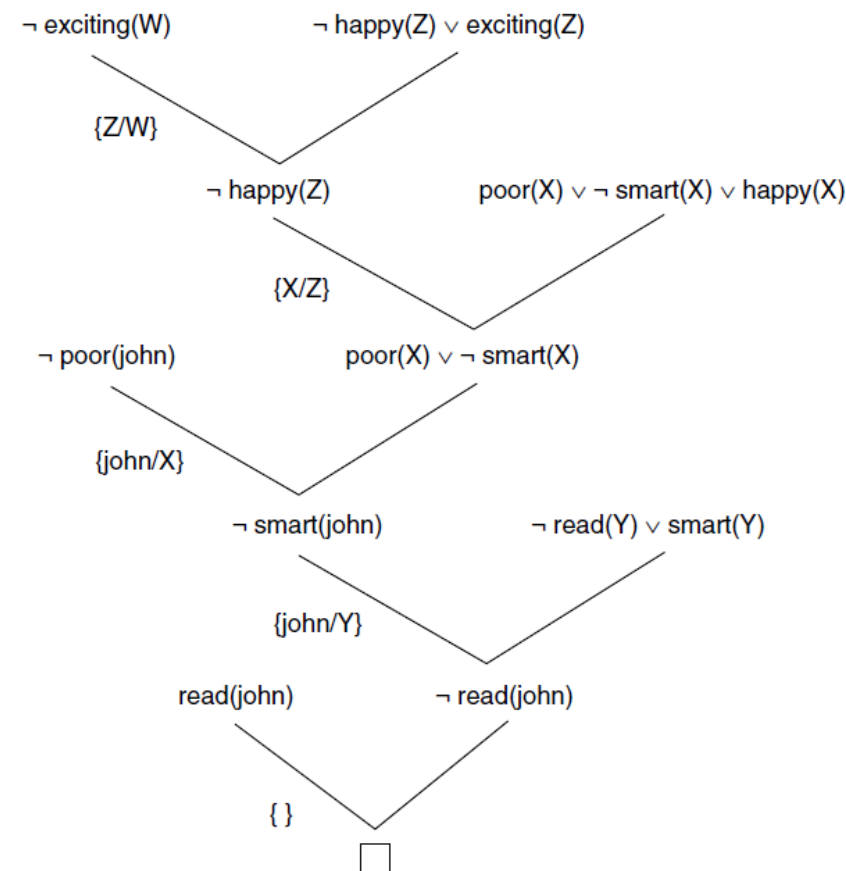 ¬ exciting(W) ¬ happy(Z) ∨ exciting(Z)
{Z/W}
¬ happy(Z) poor(X) ∨ ¬ smart(X) ∨ happy(X)
{X/Z}
¬ poor(john) poor(X) ∨ ¬ smart(X)
{john/X}
¬ smart(john) ¬ read(Y) ∨ smart(Y)
{john/Y}
read(john) ¬ read(john)
{ }